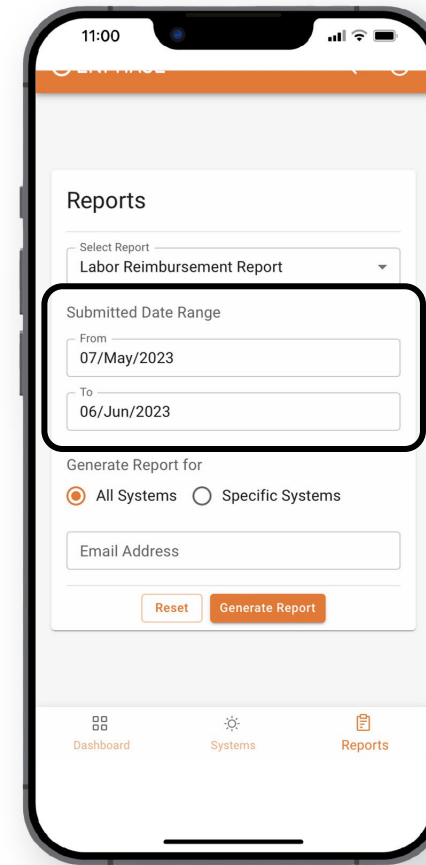 11:00
Reports
Select Report
Labor Reimbursement Report
Submitted Date Range
From
07/May/2023
To
06/Jun/2023
Generate Report for
All Systems Specific Systems
Email Address
Reset Generate Report
Dashboard Systems Reports